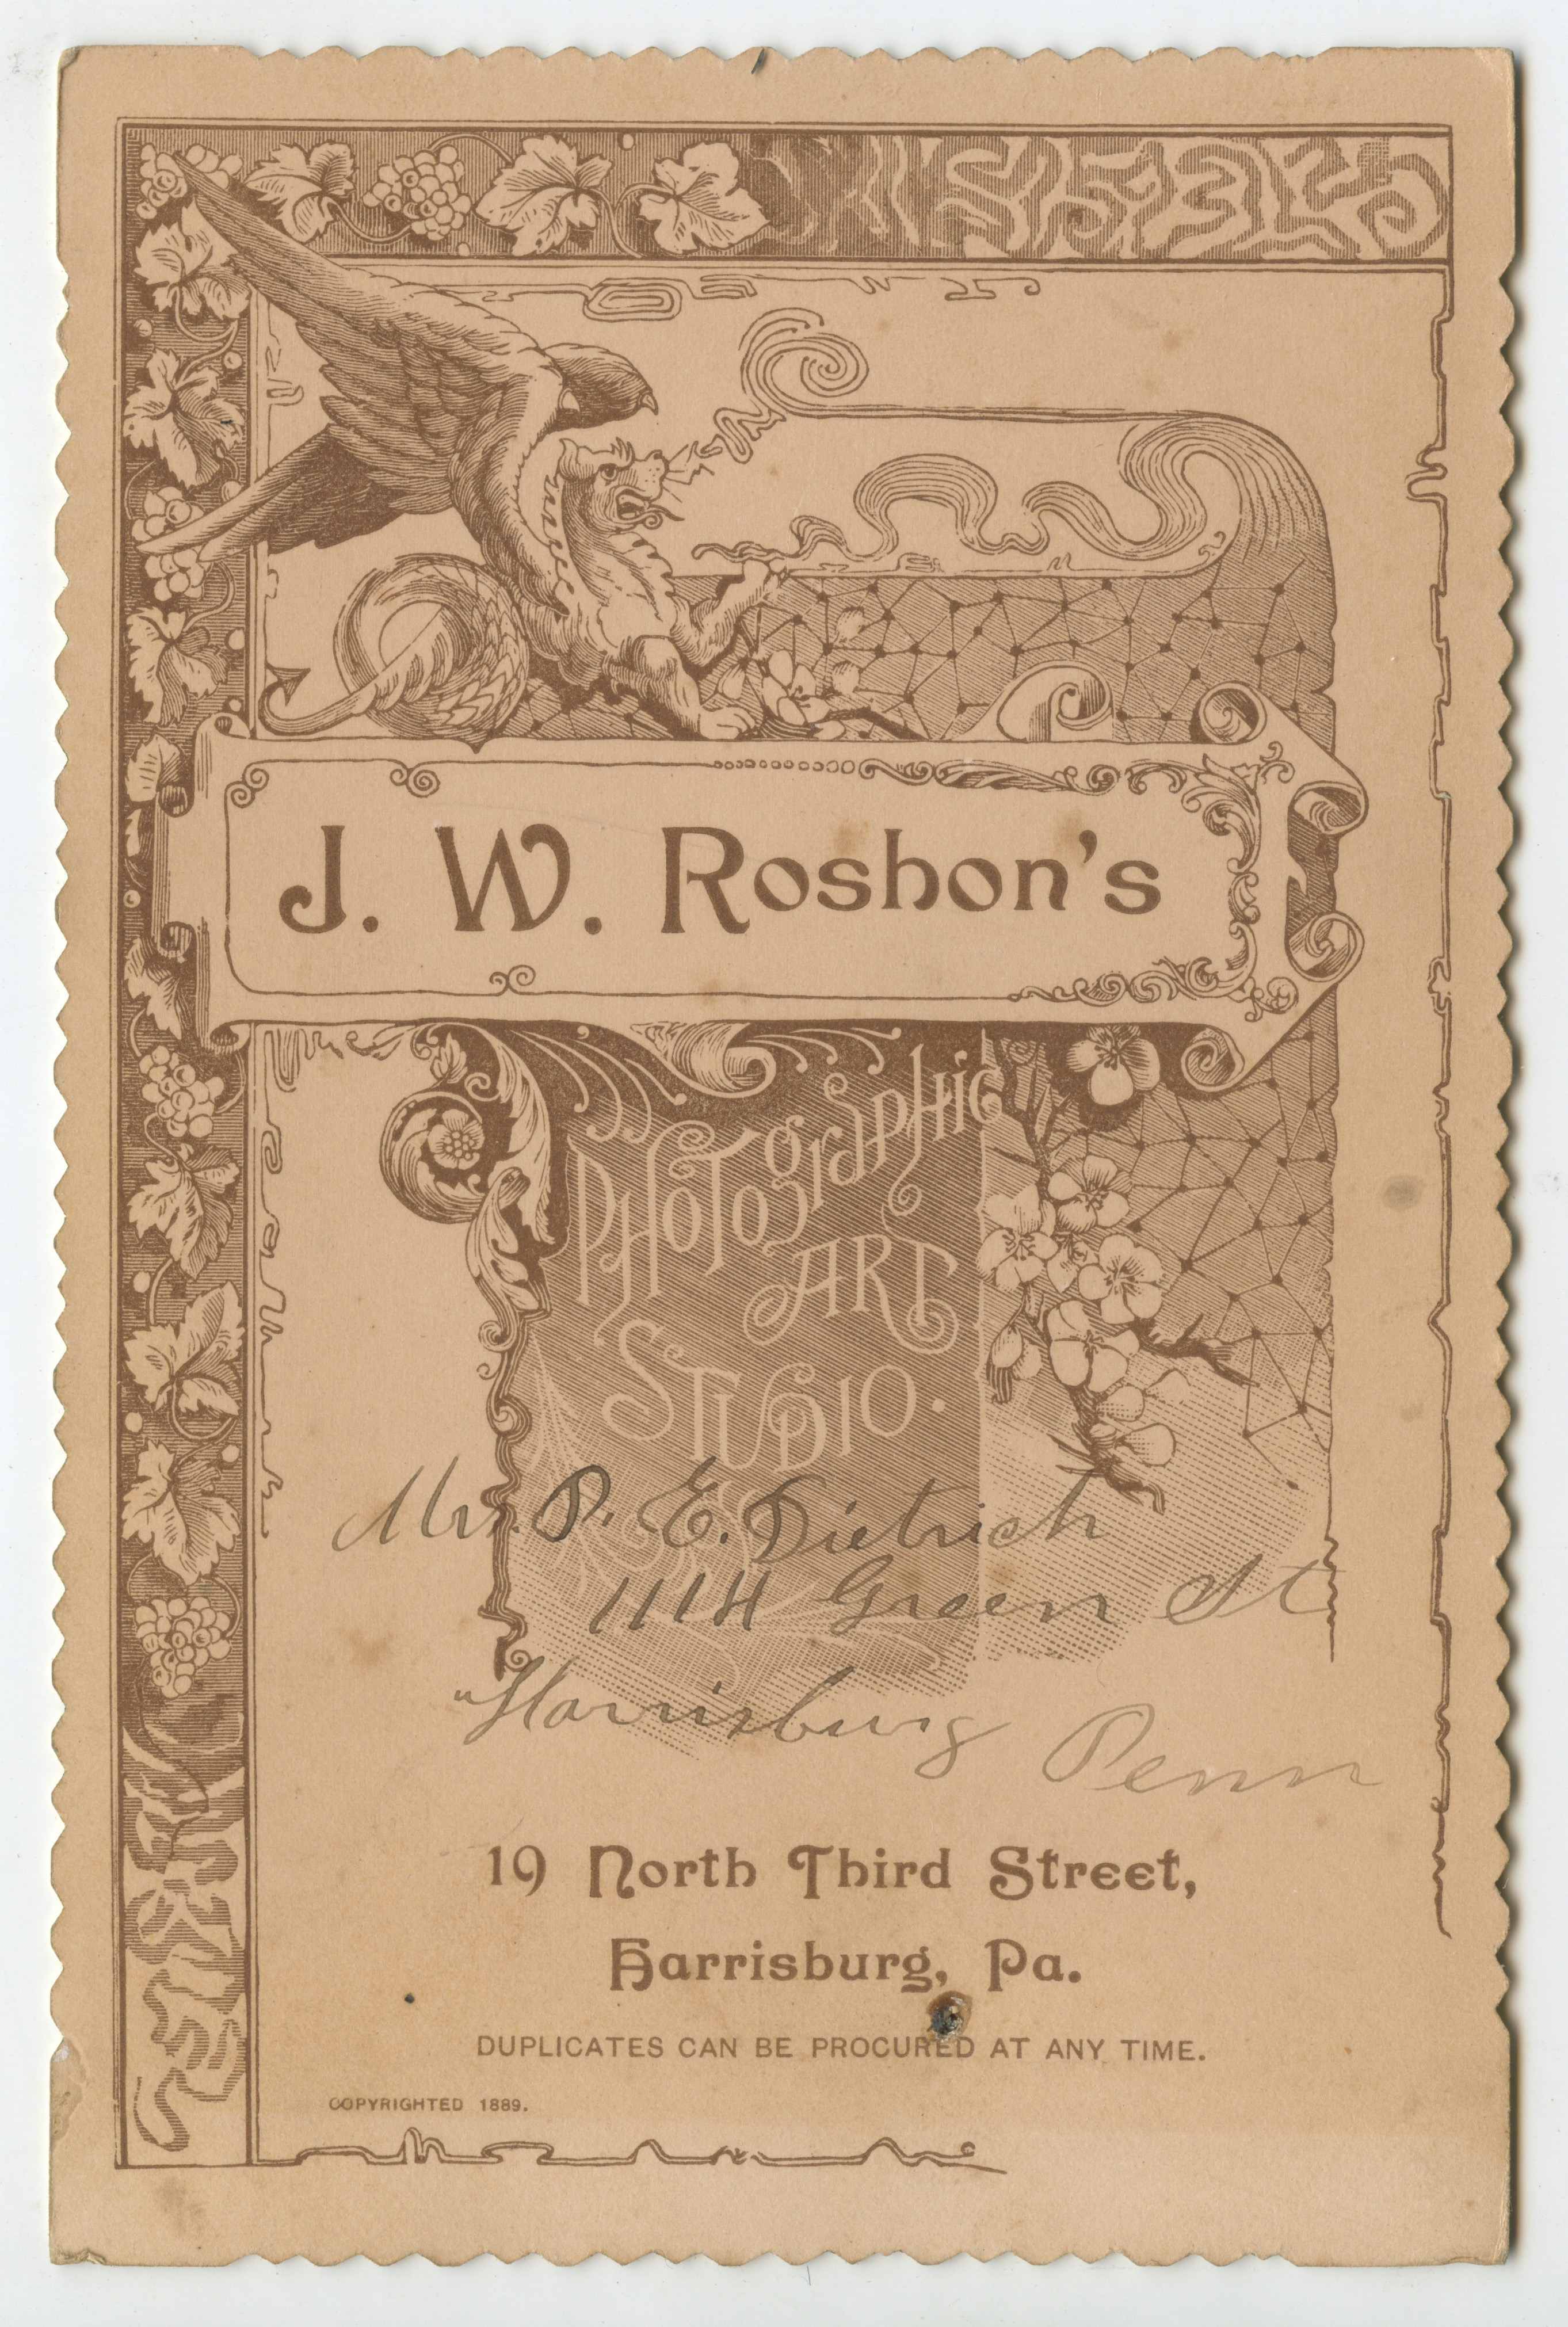 J. W. Roshon's
PHOTOGRAPHIC
ART
STUDIO.
Mr. P. E. Dietrich
1114 Green St
"Harrisburg Penn
19 North Third Street,
Harrisburg, Pa.
DUPLICATES CAN BE PROCURED AT ANY TIME.
COPYRIGHTED 1889.